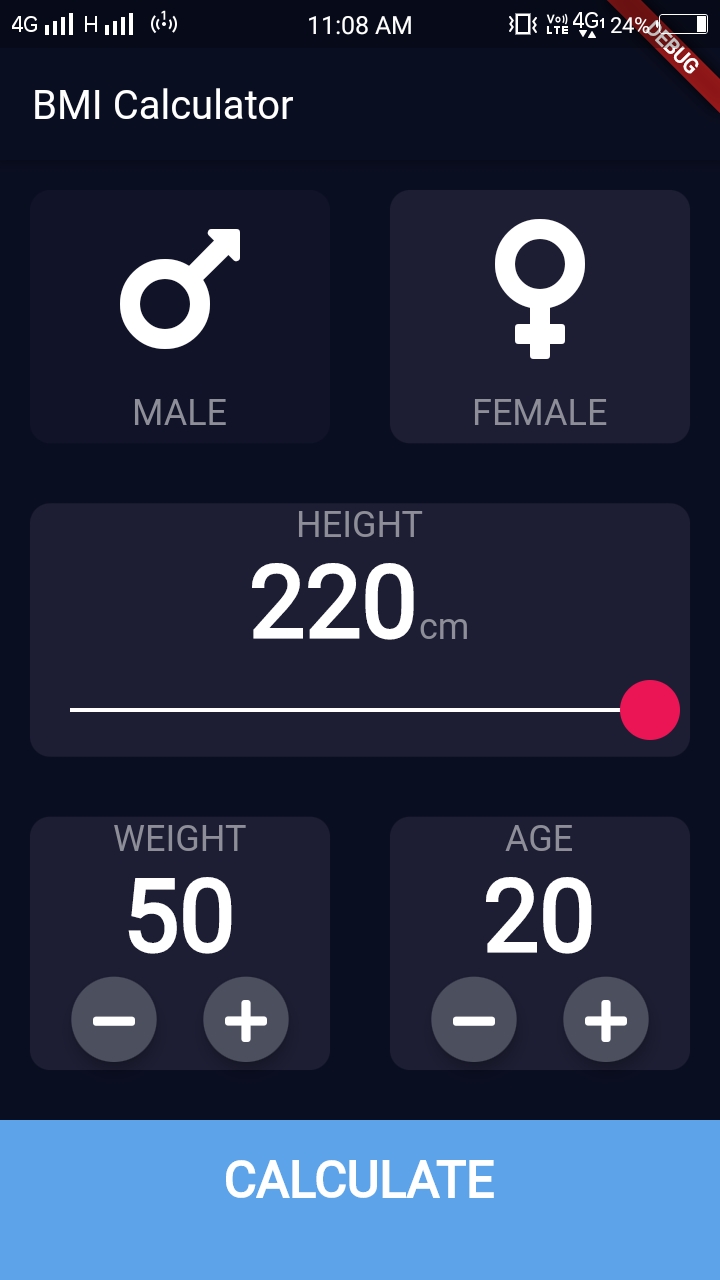 4G H 11:08 AM Vo)) LTE 4G1 24%
DEBUG
BMI Calculator
MALE FEMALE
HEIGHT
220cm
WEIGHT AGE
50 20
CALCULATE